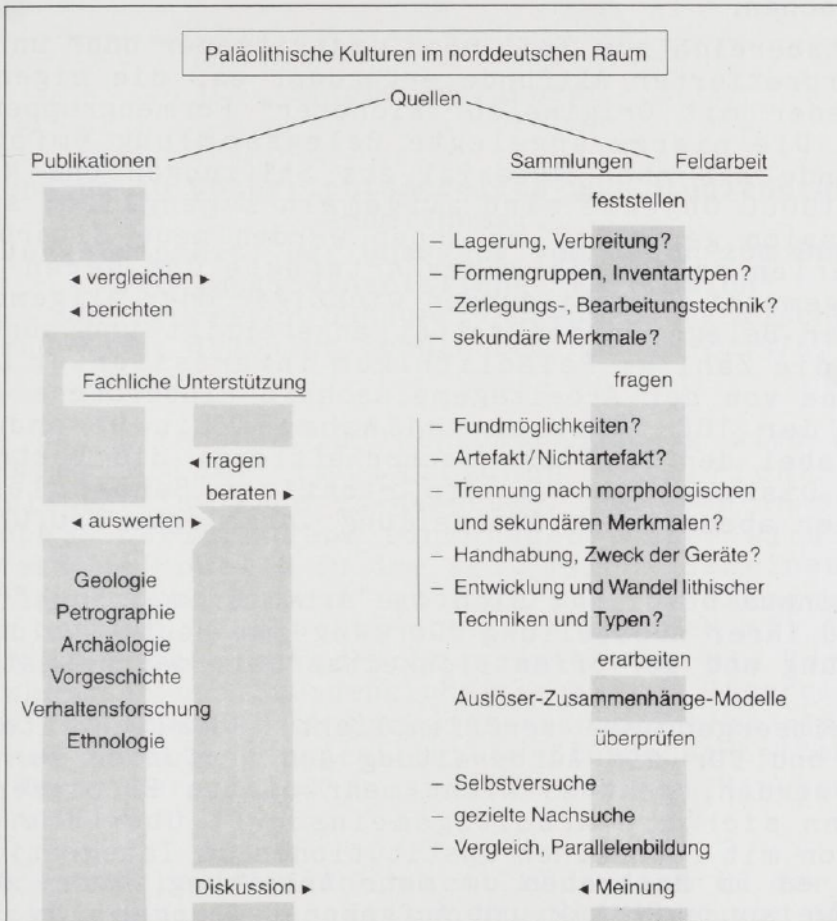 Paläolithische Kulturen im norddeutschen Raum
Quellen
Publikationen
Sammlungen Feldarbeit
feststellen
– Lagerung, Verbreitung?
– Formengruppen, Inventartypen?
– Zerlegungs-, Bearbeitungstechnik?
– sekundäre Merkmale?
◄ vergleichen ►
◄ berichten
Fachliche Unterstützung
fragen
– Fundmöglichkeiten?
– Artefakt/Nichtartefakt?
– Trennung nach morphologischen
und sekundären Merkmalen?
– Handhabung, Zweck der Geräte?
– Entwicklung und Wandel lithischer
Techniken und Typen?
◄ fragen
beraten ►
◄ auswerten ►
Geologie
Petrographie
Archäologie
Vorgeschichte
Verhaltensforschung
Ethnologie
erarbeiten
Auslöser-Zusammenhänge-Modelle
überprüfen
– Selbstversuche
– gezielte Nachsuche
– Vergleich, Parallelenbildung
Diskussion ►
◄ Meinung